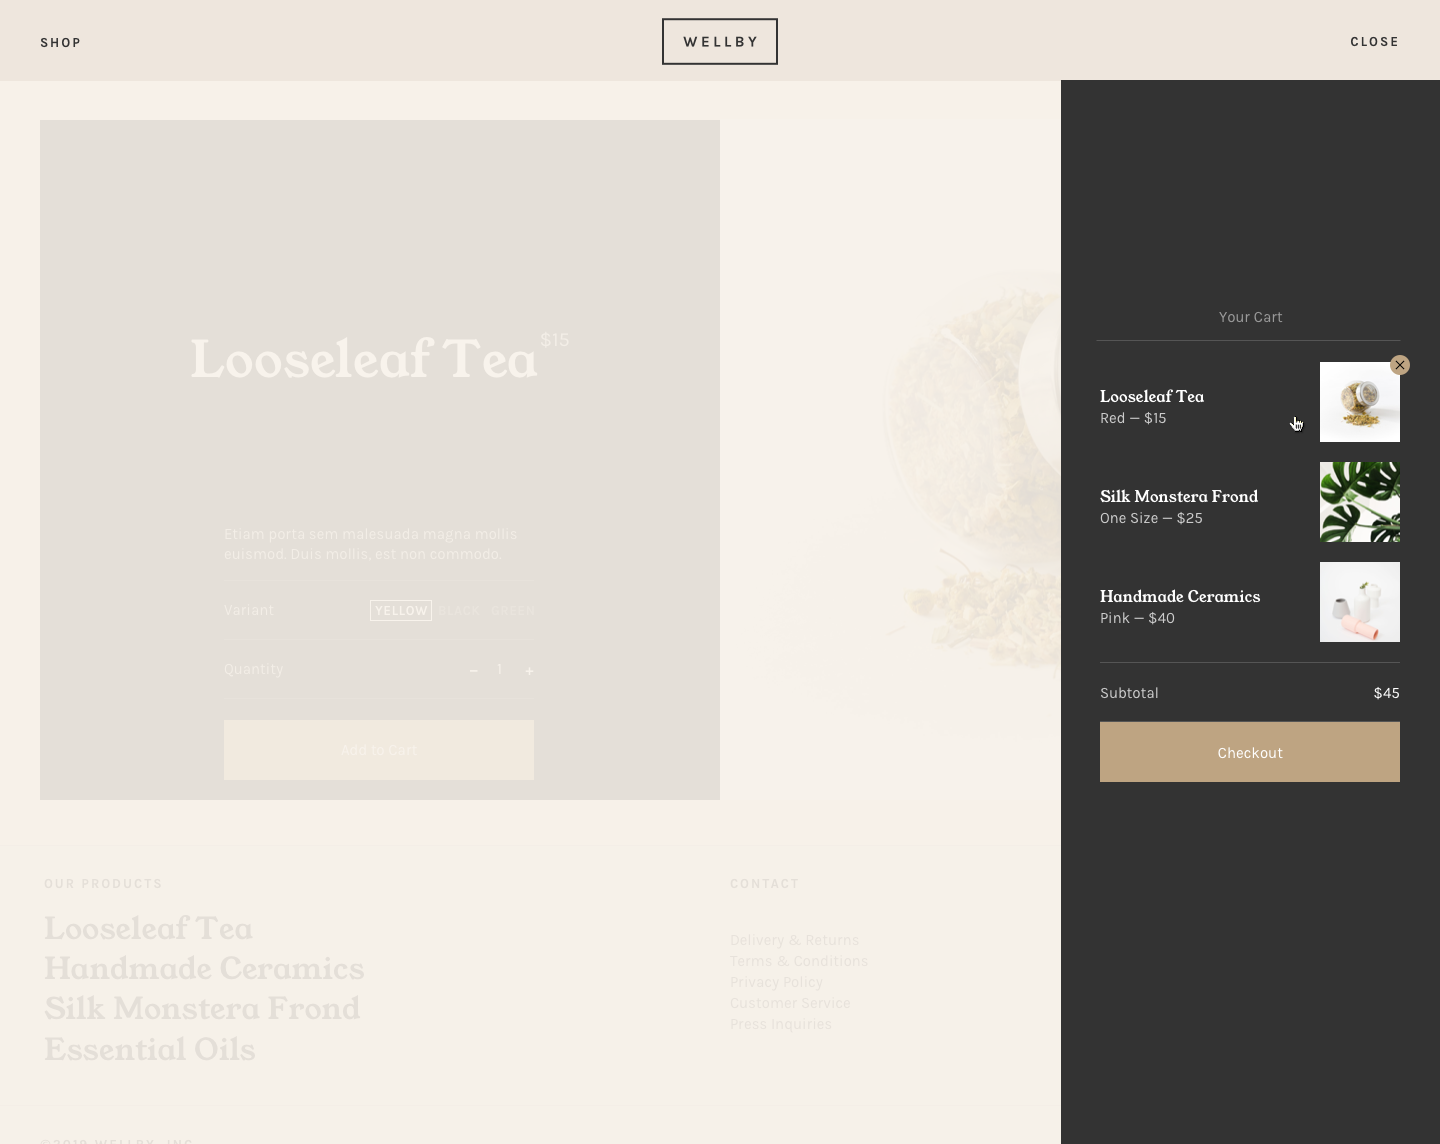 SHOP
WELLBY
CLOSE
Looseleaf Tea $15
Etiam porta sem malesuada magna mollis
euismod. Duis mollis, est non commodo.
Variant YELLOW BLACK GREEN
Quantity – 1 +
Add to Cart
Your Cart
Looseleaf Tea
Red — $15
Silk Monstera Frond
One Size — $25
Handmade Ceramics
Pink — $40
Subtotal $45
Checkout
OUR PRODUCTS
Looseleaf Tea
Handmade Ceramics
Silk Monstera Frond
Essential Oils
CONTACT
Delivery & Returns
Terms & Conditions
Privacy Policy
Customer Service
Press Inquiries
©2019 WELLBY, INC